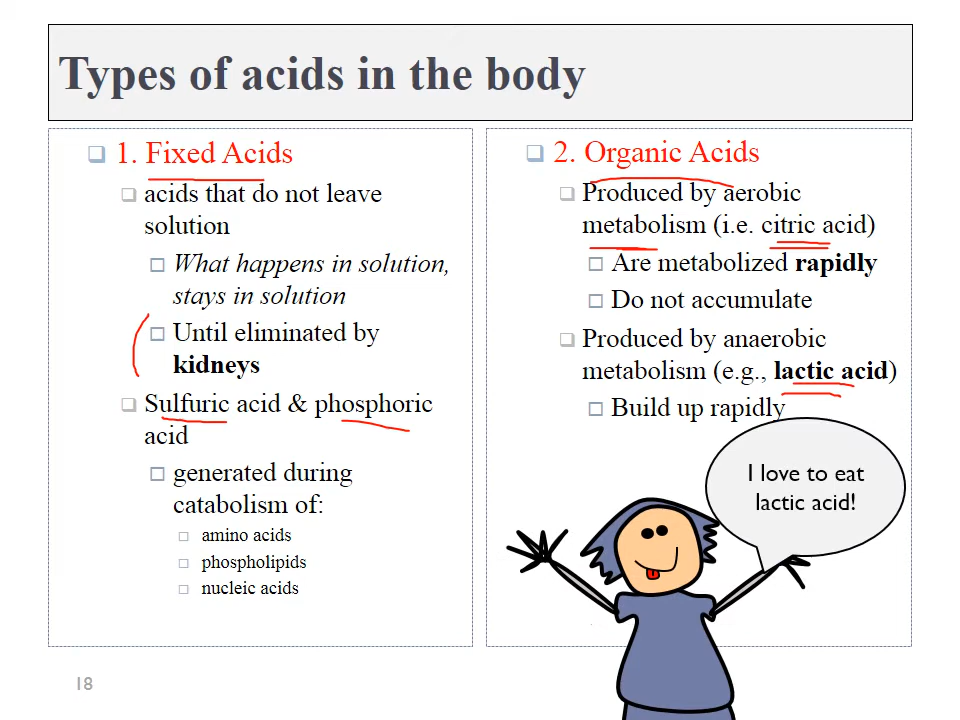 Types of acids in the body
1. Fixed Acids
acids that do not leave
solution
What happens in solution,
stays in solution
Until eliminated by
kidneys
Sulfuric acid & phosphoric
acid
generated during
catabolism of:
amino acids
phospholipids
nucleic acids
2. Organic Acids
Produced by aerobic
metabolism (i.e. citric acid)
Are metabolized rapidly
Do not accumulate
Produced by anaerobic
metabolism (e.g., lactic acid)
Build up rapidly
I love to eat
lactic acid!
18